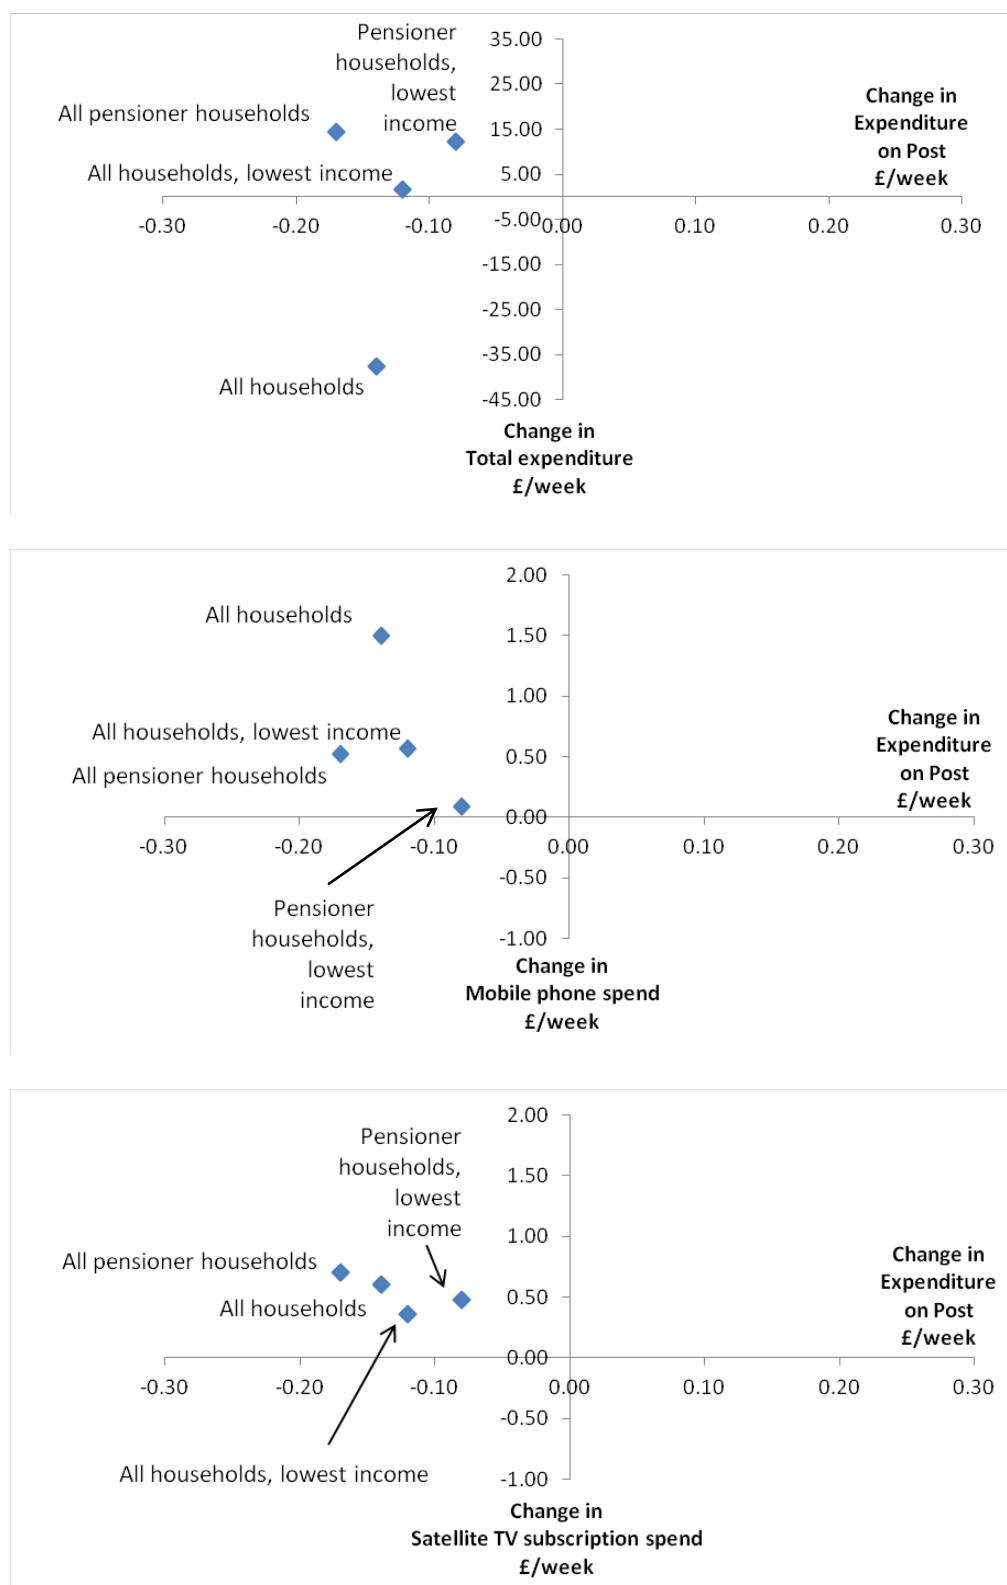 Pensioner
households,
lowest
income
35.00
25.00
15.00
5.00
-5.00
-15.00
-25.00
-35.00
-45.00
All pensioner households
All households, lowest income
Change in
Expenditure
on Post
£/week
-0.30
-0.20
-0.10
0.00
0.10
0.20
0.30
All households
Change in
Total expenditure
£/week
2.00
1.50
1.00
0.50
0.00
-0.50
-1.00
All households
All households, lowest income
All pensioner households
Change in
Expenditure
on Post
£/week
-0.30
-0.20
-0.10
0.00
0.10
0.20
0.30
Pensioner
households,
lowest
income
Change in
Mobile phone spend
£/week
2.00
1.50
1.00
0.50
0.00
-0.50
-1.00
Pensioner
households,
lowest
income
All pensioner households
All households
Change in
Expenditure
on Post
£/week
-0.30
-0.20
-0.10
0.00
0.10
0.20
0.30
All households, lowest income
Change in
Satellite TV subscription spend
£/week